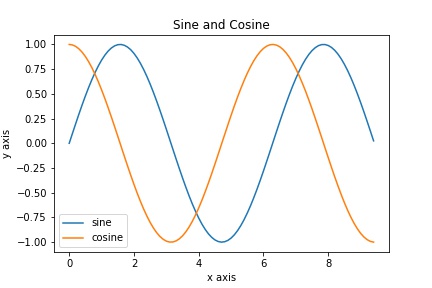 Sine and Cosine
1.00
0.75
0.50
0.25
0.00
−0.25
−0.50
−0.75
−1.00
y axis
sine
cosine
0 2 4 6 8
x axis